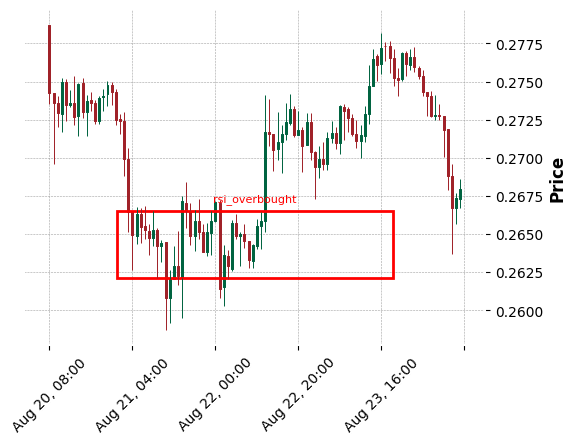 0.2775
0.2750
0.2725
0.2700
0.2675
0.2650
0.2625
0.2600
Price
rsi_overbought
Aug 20, 08:00
Aug 21, 04:00
Aug 22, 00:00
Aug 22, 20:00
Aug 23, 16:00